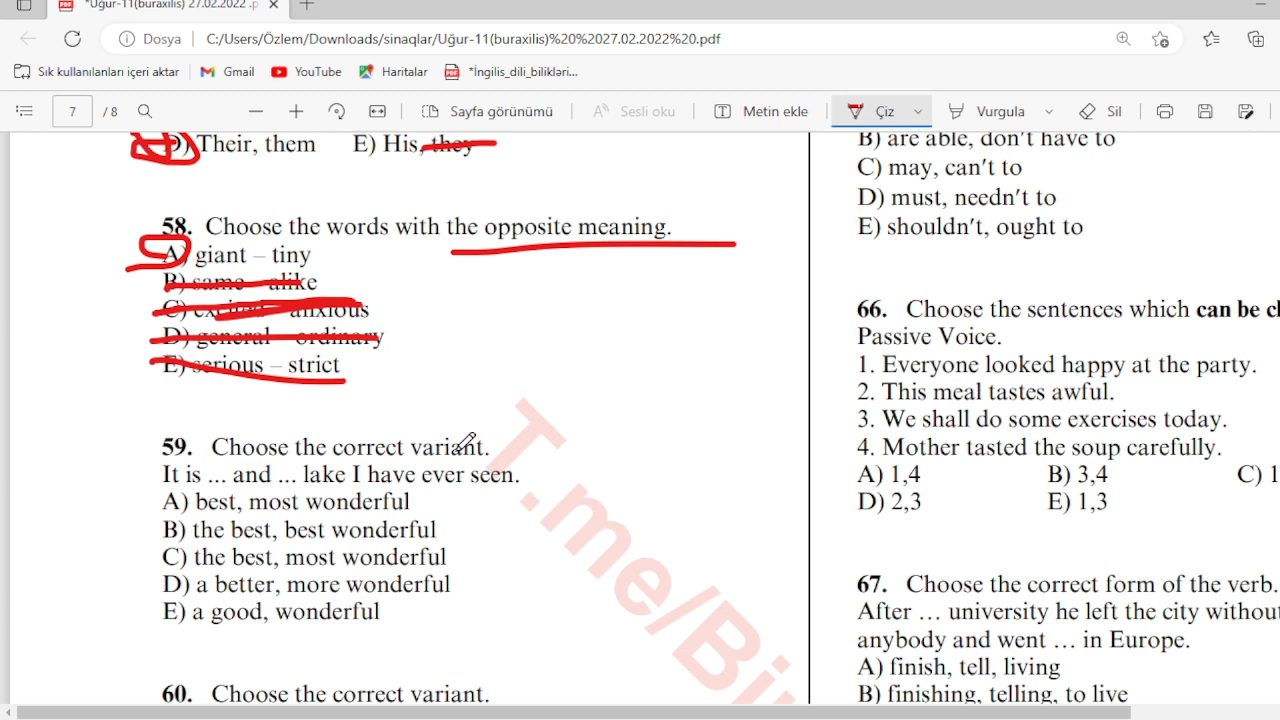 *Uğur-11(buraxilis) 27.02.2022 .p
Dosya
C:/Users/Özlem/Downloads/sinaqlar/Uğur-11(buraxilis)%20%2027.02.2022%20.pdf
Sık kullanılanları içeri aktar
Gmail
YouTube
Haritalar
*İngilis_dili_bilikləri...
7 / 8
Sayfa görünümü
Sesli oku
Metin ekle
Çiz
Vurgula
Sil
D) Their, them E) His, they
58. Choose the words with the opposite meaning.
A) giant – tiny
B) same – alike
C) excited – anxious
D) general – ordinary
E) serious – strict
59. Choose the correct variant.
It is ... and ... lake I have ever seen.
A) best, most wonderful
B) the best, best wonderful
C) the best, most wonderful
D) a better, more wonderful
E) a good, wonderful
60. Choose the correct variant.
B) are able, don't have to
C) may, can't to
D) must, needn't to
E) shouldn't, ought to
66. Choose the sentences which can be
Passive Voice.
1. Everyone looked happy at the party.
2. This meal tastes awful.
3. We shall do some exercises today.
4. Mother tasted the soup carefully.
A) 1,4 B) 3,4 C) 1
D) 2,3 E) 1,3
67. Choose the correct form of the verb.
After ... university he left the city without
anybody and went ... in Europe.
A) finish, tell, living
B) finishing, telling, to live
T.me/Bi